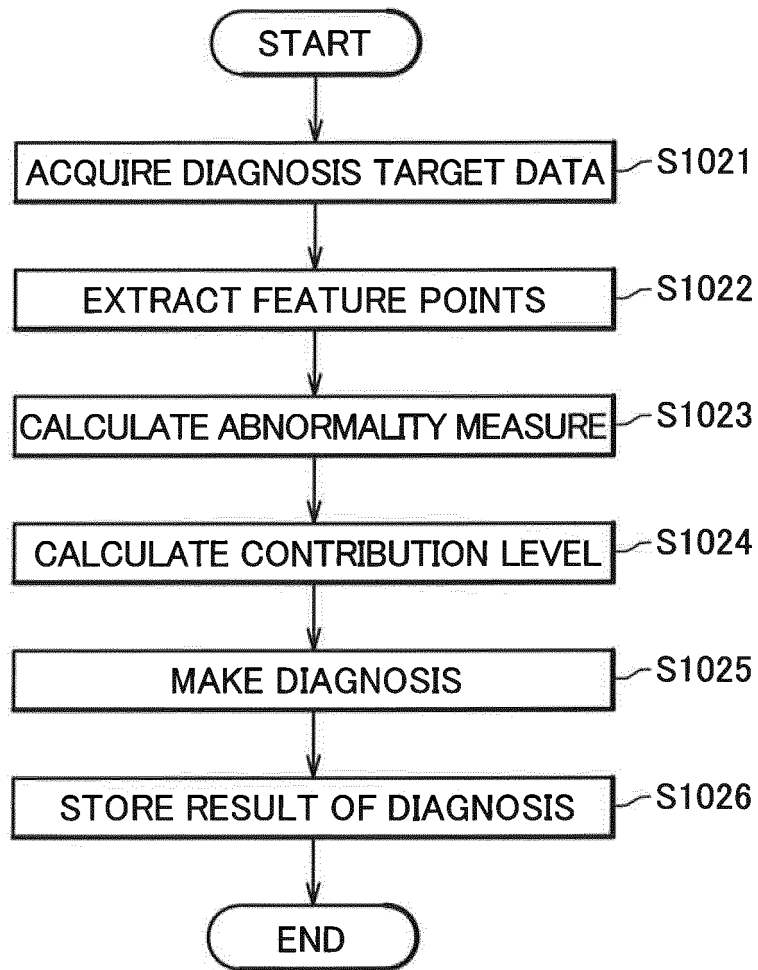 START
ACQUIRE DIAGNOSIS TARGET DATA S1021
EXTRACT FEATURE POINTS S1022
CALCULATE ABNORMALITY MEASURE S1023
CALCULATE CONTRIBUTION LEVEL S1024
MAKE DIAGNOSIS S1025
STORE RESULT OF DIAGNOSIS S1026
END